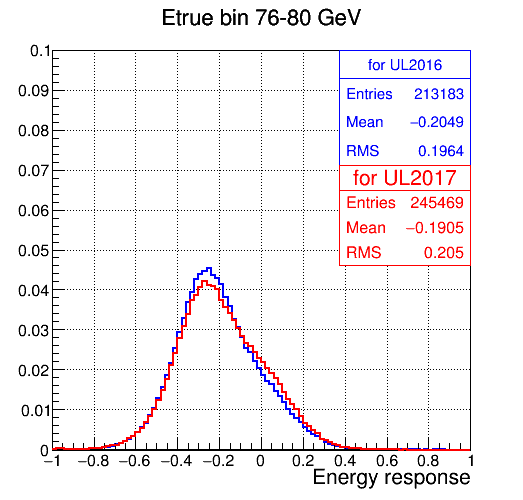 Etrue bin 76-80 GeV
for UL2016
Entries 213183
Mean −0.2049
RMS 0.1964
for UL2017
Entries 245469
Mean −0.1905
RMS 0.205
0.1
0.09
0.08
0.07
0.06
0.05
0.04
0.03
0.02
0.01
0
−1 −0.8 −0.6 −0.4 −0.2 0 0.2 0.4 0.6 0.8 1
Energy response